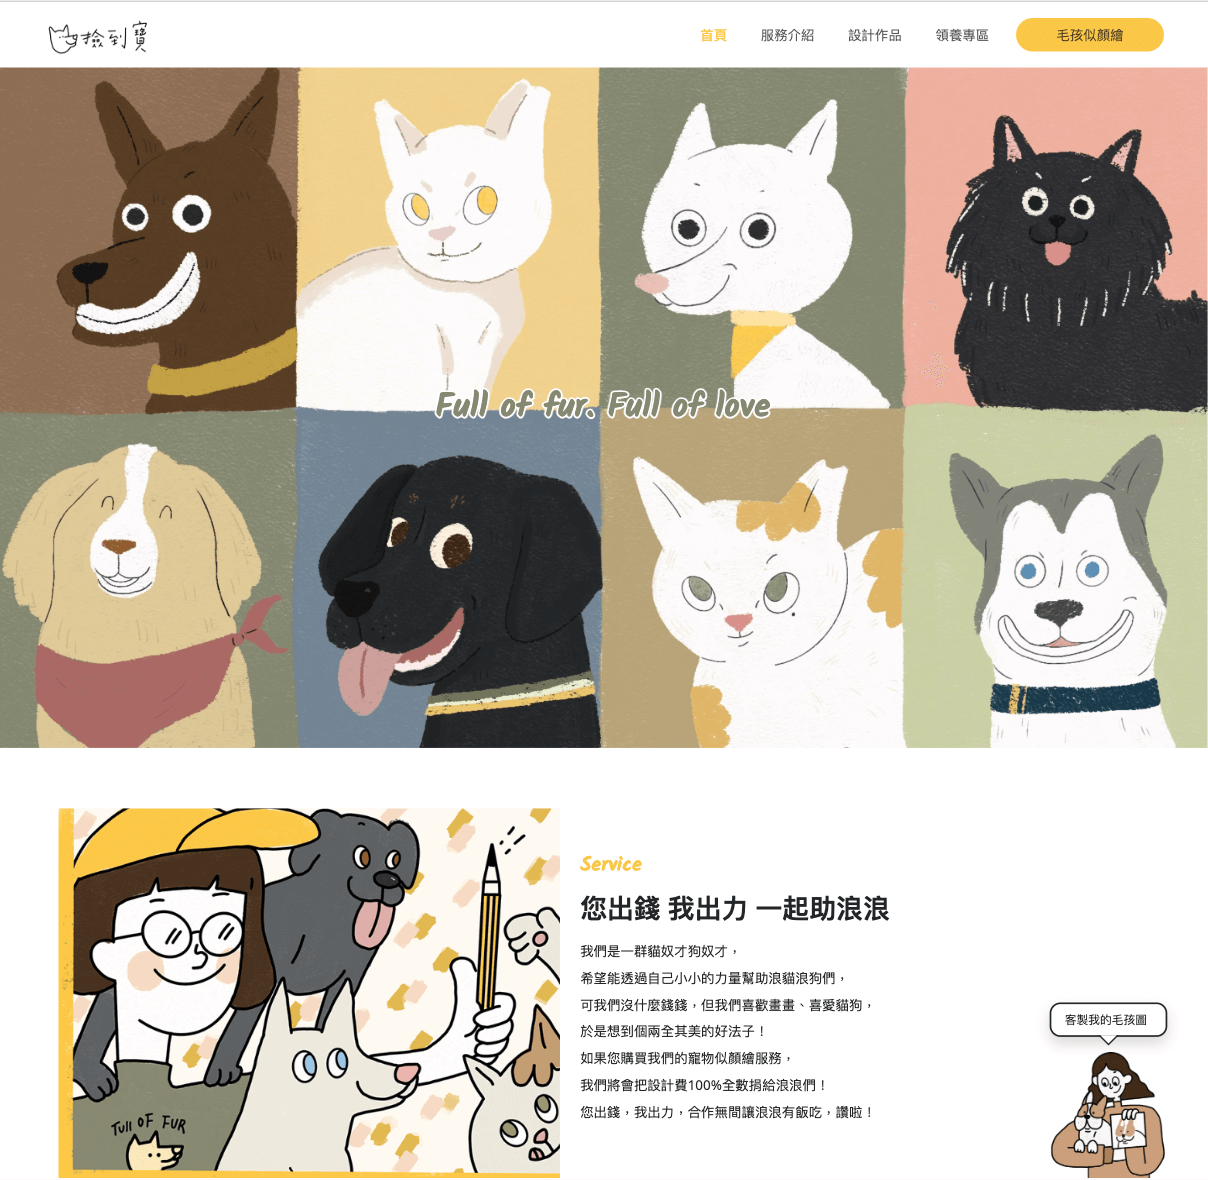 撿到寶
首頁
服務介紹
設計作品
領養專區
毛孩似顏繪
Full of fur. Full of love
Service
您出錢 我出力 一起助浪浪
我們是一群貓奴才狗奴才，
希望能透過自己小小的力量幫助浪貓浪狗們，
可我們沒什麼錢錢，但我們喜歡畫畫、喜愛貓狗，
於是想到個兩全其美的好法子！
如果您購買我們的寵物似顏繪服務，
我們將會把設計費100%全數捐給浪浪們！
您出錢，我出力，合作無間讓浪浪有飯吃，讚啦！
客製我的毛孩圖
Full OF FUR